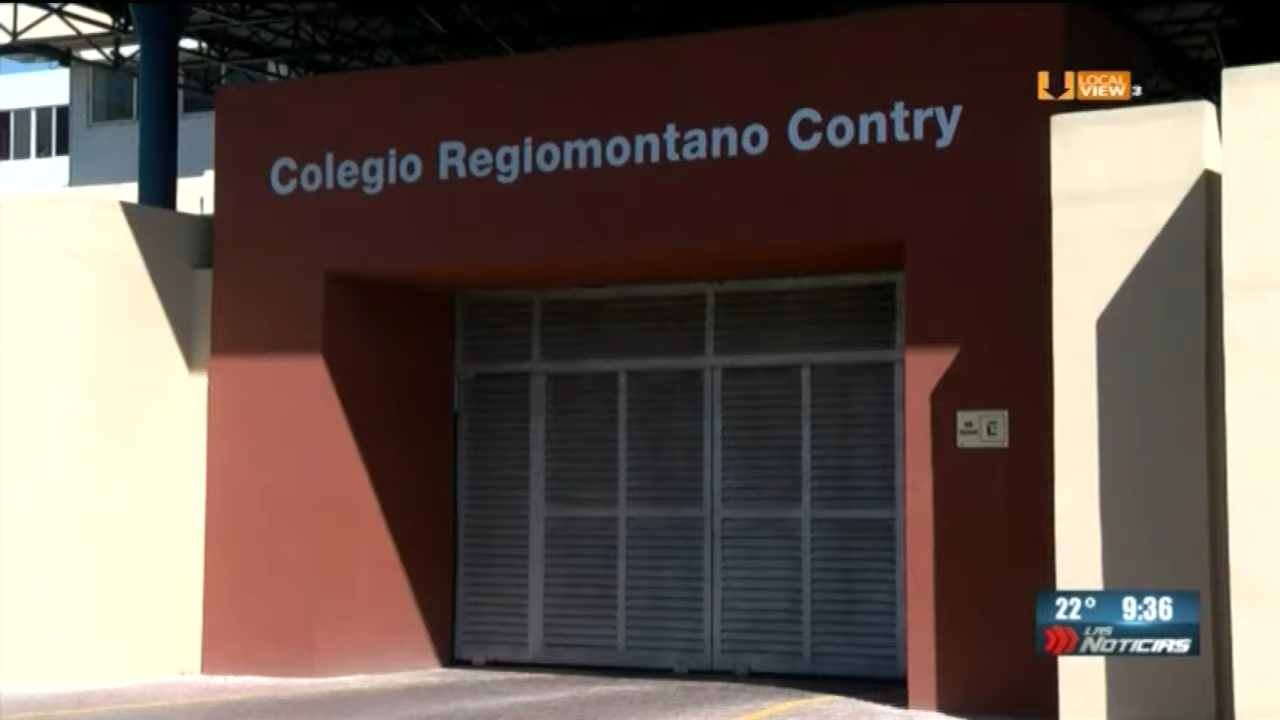 Colegio Regiomontano Contry
LOCAL
VIEW 3
22° 9:36
LAS
NOTICIAS